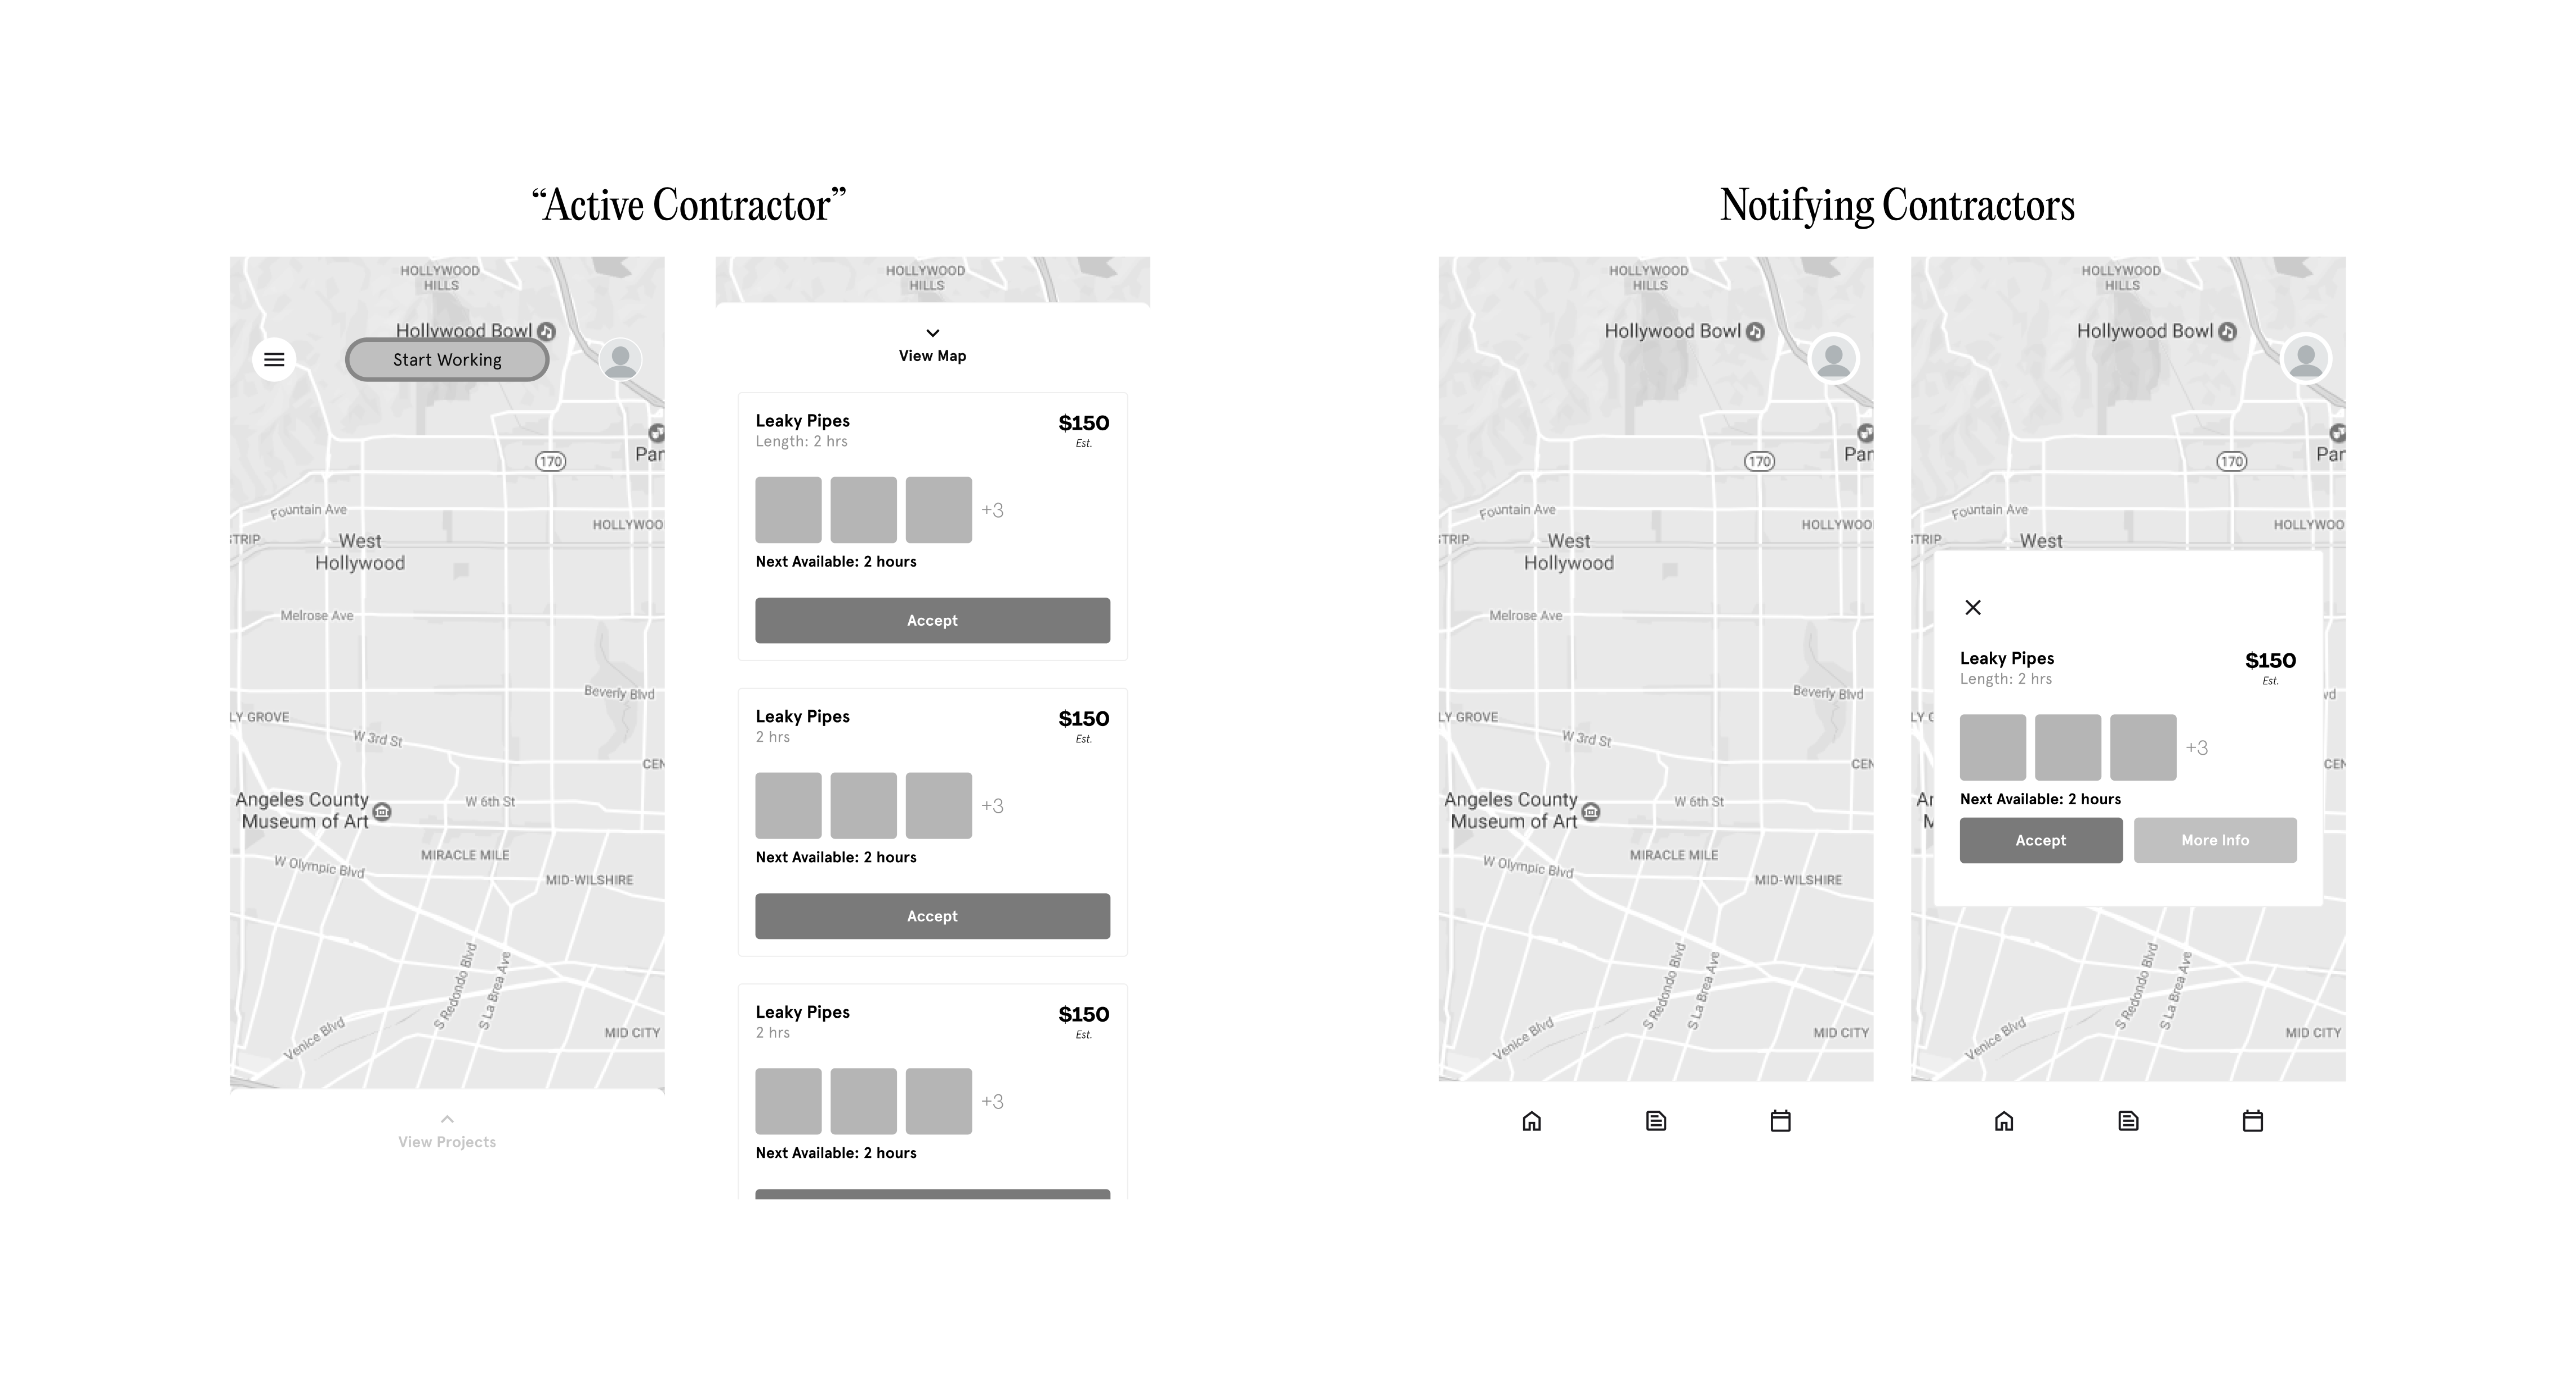 “Active Contractor”
HOLLYWOOD
HILLS
Hollywood Bowl
Start Working
Par
170
Fountain Ave
HOLLYWOO
STRIP
West
Hollywood
Melrose Ave
Beverly Blvd
LY GROVE
W 3rd St
CEN
Angeles County
Museum of Art
W 6th St
MIRACLE MILE
W Olympic Blvd
MID-WILSHIRE
S Redondo Blvd
S La Brea Ave
Venice Blvd
MID CITY
View Projects
HOLLYWOOD
HILLS
View Map
Leaky Pipes
$150
Length: 2 hrs
Est.
+3
Next Available: 2 hours
Accept
Leaky Pipes
$150
2 hrs
Est.
+3
Next Available: 2 hours
Accept
Leaky Pipes
$150
2 hrs
Est.
+3
Next Available: 2 hours
Notifying Contractors
HOLLYWOOD
HILLS
Hollywood Bowl
Par
170
Fountain Ave
HOLLYWOO
STRIP
West
Hollywood
Melrose Ave
Beverly Blvd
LY GROVE
W 3rd St
CEN
Angeles County
Museum of Art
W 6th St
MIRACLE MILE
W Olympic Blvd
MID-WILSHIRE
S Redondo Blvd
S La Brea Ave
Venice Blvd
MID CITY
HOLLYWOOD
HILLS
Hollywood Bowl
Par
170
Fountain Ave
HOLLYWOO
STRIP
West
Leaky Pipes
$150
Length: 2 hrs
Est.
vd
LY G
+3
CEN
Next Available: 2 hours
Accept
More Info
S Redondo Blvd
S La Brea Ave
Venice Blvd
MID CITY